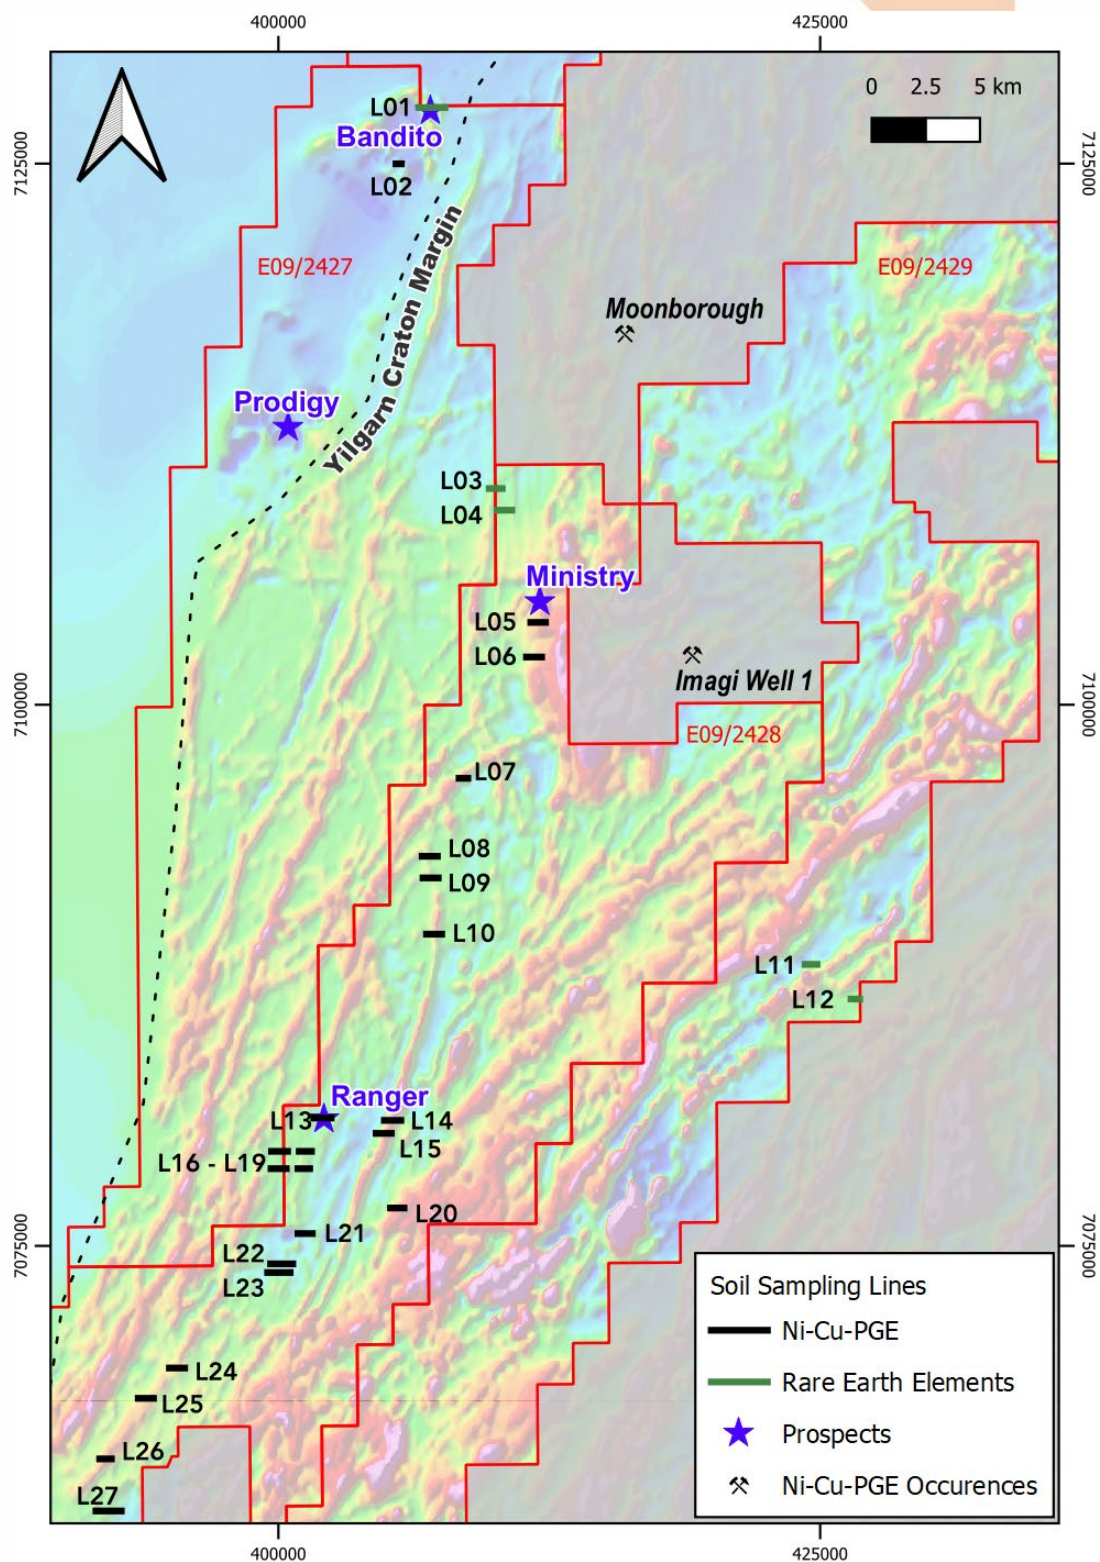 400000
425000
0 2.5 5 km
L01
Bandito
7125000
7125000
L02
Yilgarn Craton Margin
E09/2427
E09/2429
Moonborough
Prodigy
L03
L04
Ministry
L05
L06
Imagi Well 1
7100000
7100000
E09/2428
L07
L08
L09
L10
L11
L12
Ranger
L13
L14
L15
L16 - L19
L20
L21
L22
L23
7075000
7075000
Soil Sampling Lines
Ni-Cu-PGE
Rare Earth Elements
Prospects
Ni-Cu-PGE Occurences
L24
L25
L26
L27
400000
425000